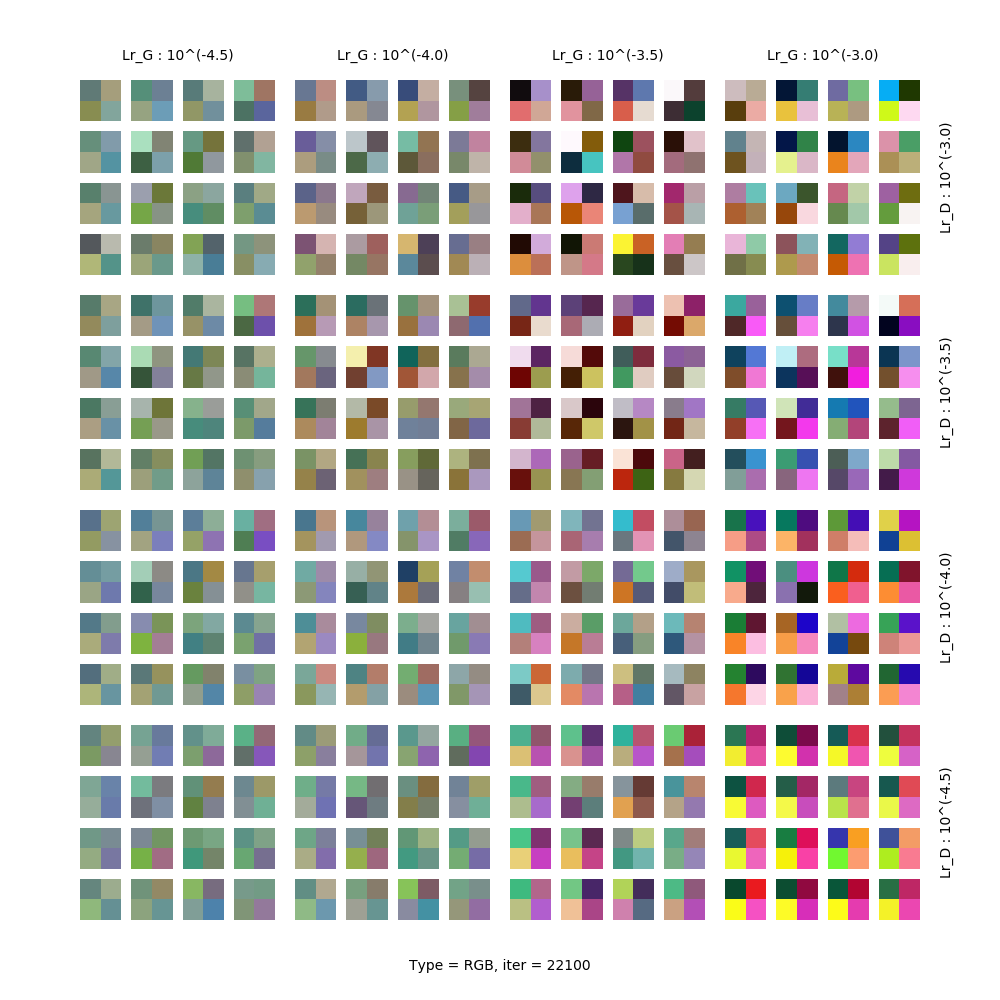 Lr_G : 10^(-4.5)
Lr_G : 10^(-4.0)
Lr_G : 10^(-3.5)
Lr_G : 10^(-3.0)
Lr_D : 10^(-3.0)
Lr_D : 10^(-3.5)
Lr_D : 10^(-4.0)
Lr_D : 10^(-4.5)
Type = RGB, iter = 22100